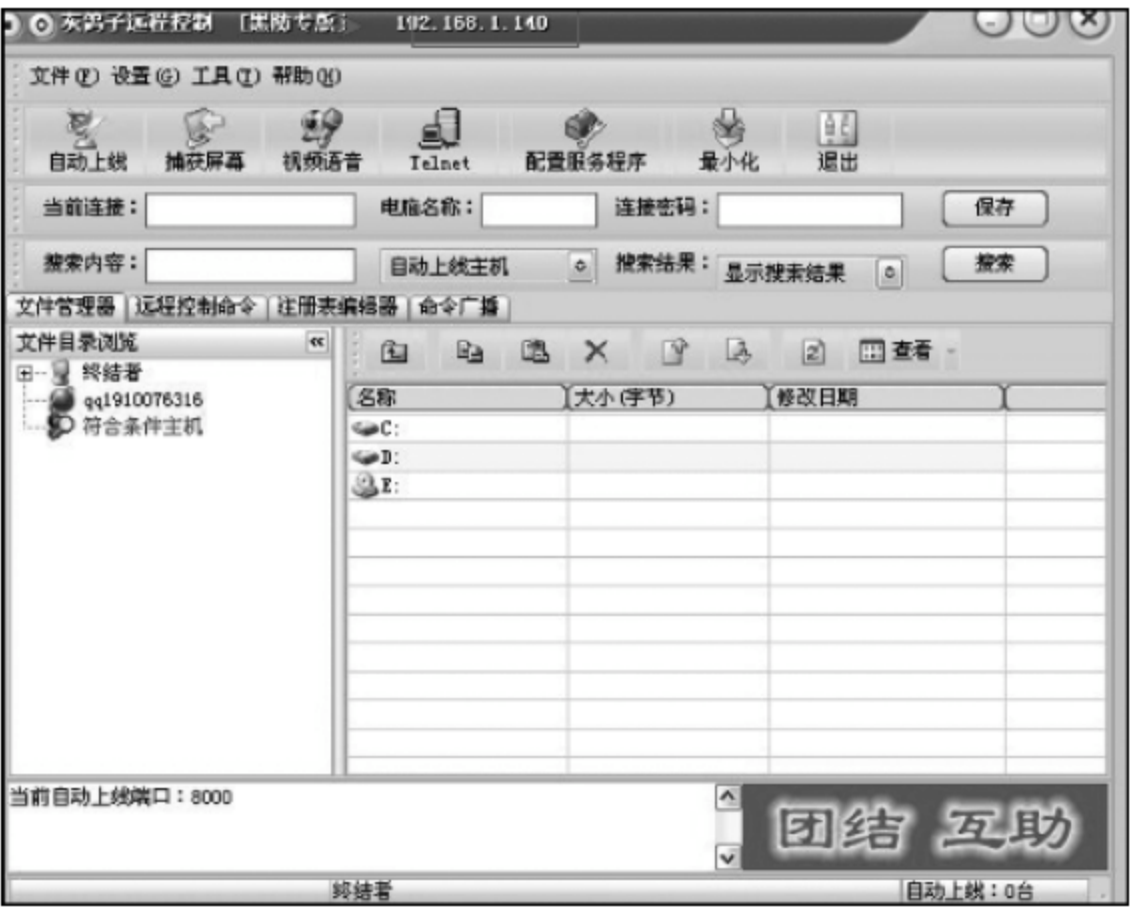 灰鸽子远程控制 [黑防专版] 192.168.1.140
文件(F) 设置(G) 工具(T) 帮助(H)
自动上线 捕获屏幕 视频语音 Telnet 配置服务程序 最小化 退出
当前连接： 电脑名称： 连接密码： 保存
搜索内容： 自动上线主机 搜索结果： 显示搜索结果 搜索
文件管理器 远程控制命令 注册表编辑器 命令广播
文件目录浏览 查看
终结者
qq1910076316
符合条件主机
名称 大小(字节) 修改日期
C:
D:
E:
当前自动上线端口：8000
团结 互助
终结者 自动上线：0台